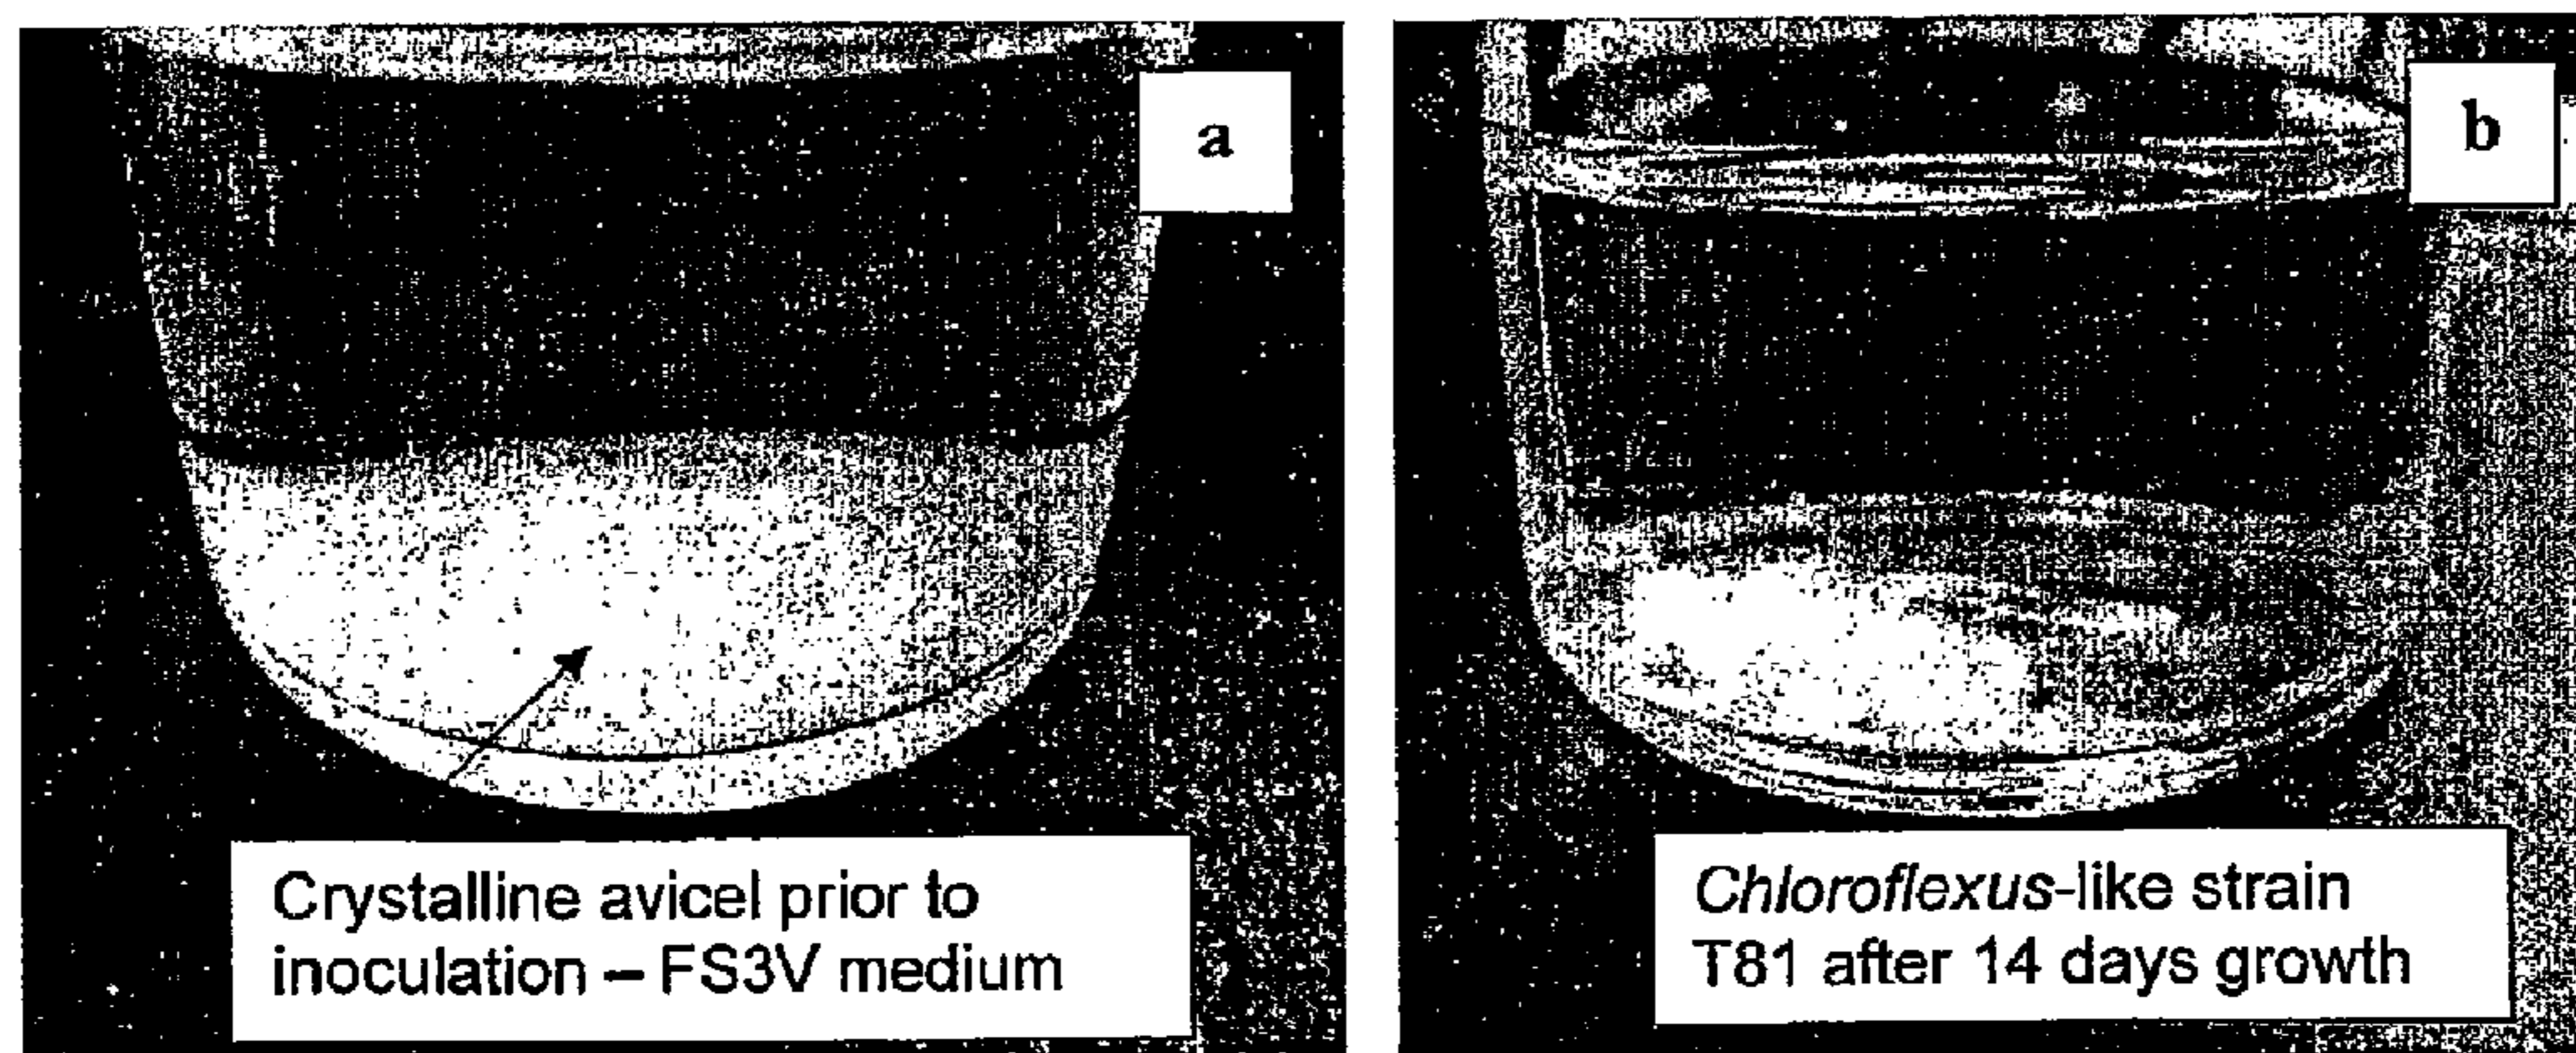 a
Crystalline avicel prior to
inoculation – FS3V medium
b
Chloroflexus-like strain
T81 after 14 days growth